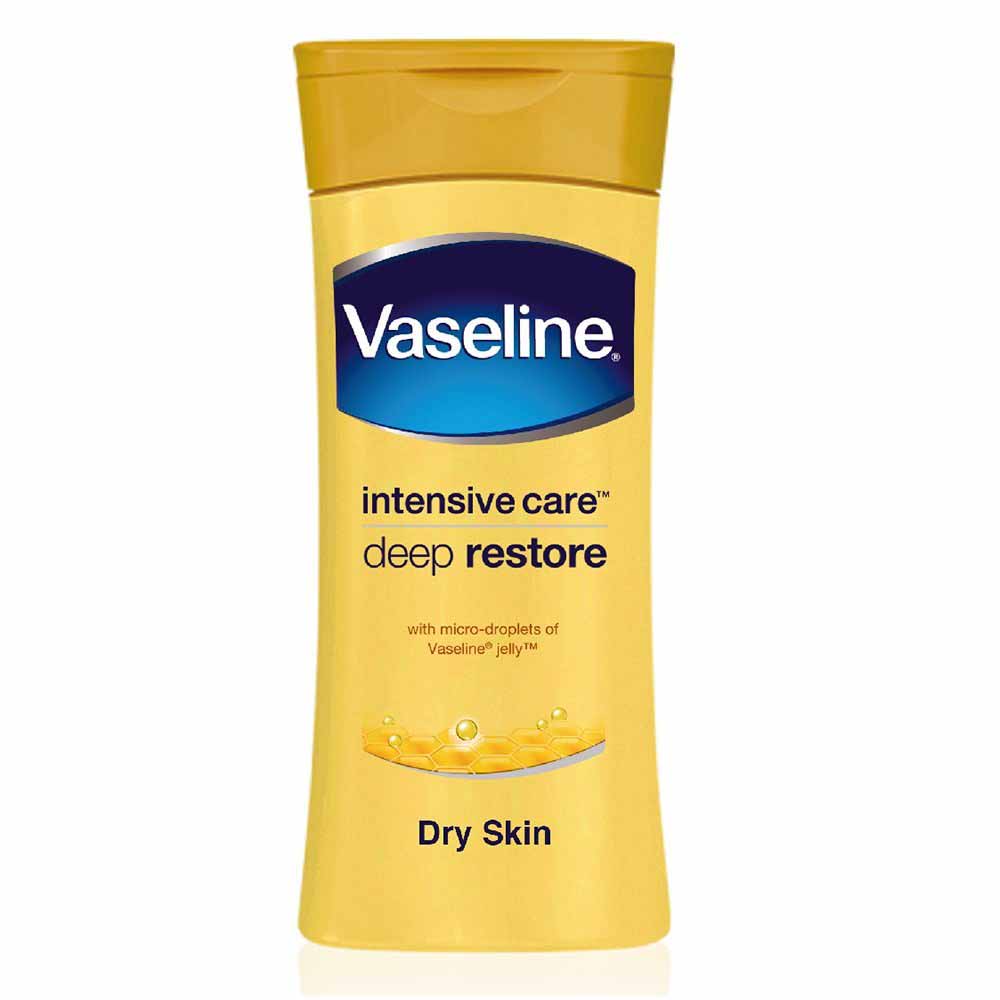 Vaseline®
intensive care™
deep restore
with micro-droplets of
Vaseline® jelly™
Dry Skin